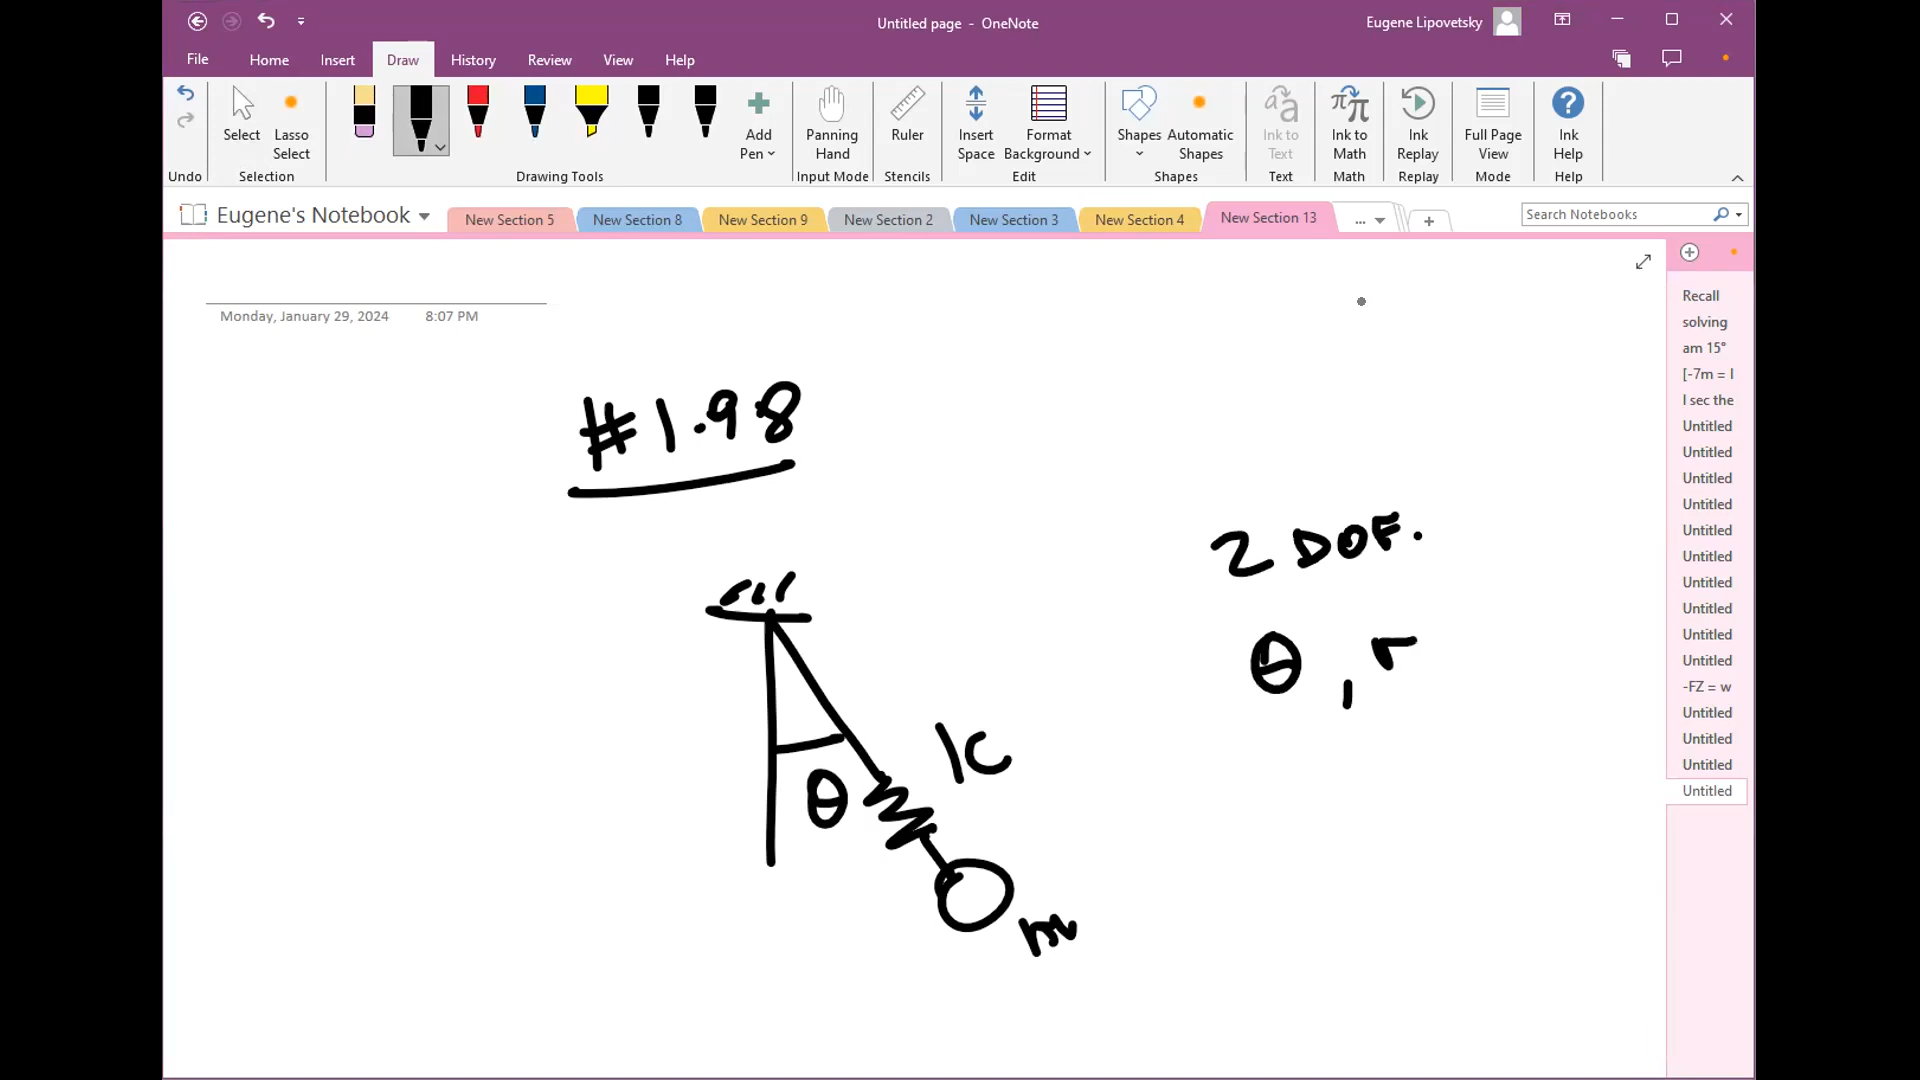 Untitled page - OneNote
Eugene Lipovetsky
File Home Insert Draw History Review View Help
Select
Lasso Select
Add Pen
Panning Hand
Ruler
Insert Space
Format Background
Shapes
Automatic Shapes
Ink to Text
Ink to Math
Ink Replay
Full Page View
Ink Help
Undo Selection Drawing Tools Input Mode Stencils Edit Shapes Text Math Replay Mode Help
Eugene's Notebook
New Section 5 New Section 8 New Section 9 New Section 2 New Section 3 New Section 4 New Section 13 ...
Search Notebooks
Monday, January 29, 2024 8:07 PM
#1.98
2 DOF.
θ, r
K
θ
m
Recall
solving
am 15°
[-7m = I
I sec the
Untitled
Untitled
Untitled
Untitled
Untitled
Untitled
Untitled
Untitled
Untitled
Untitled
-FZ = w
Untitled
Untitled
Untitled
Untitled